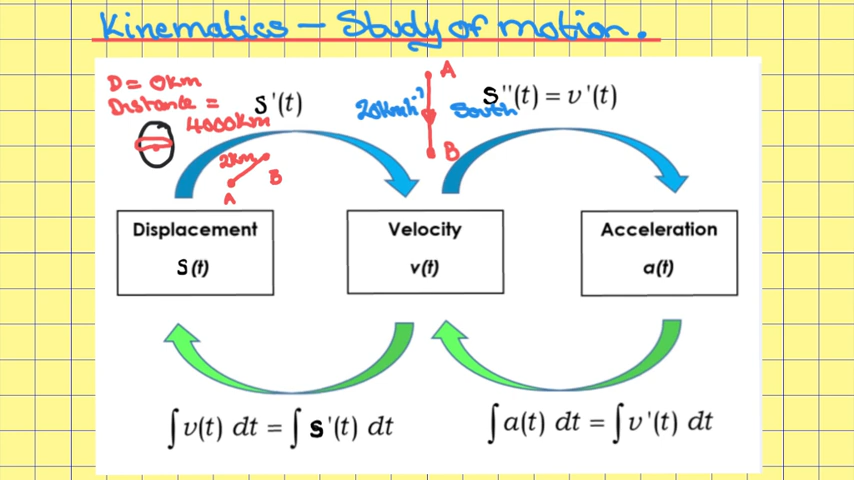 Kinematics – Study of motion.
D = 0km
Distance =
4000km
S'(t)
2km
A
B
A
20kmh⁻¹
South
B
S''(t) = v'(t)
Displacement
S(t)
Velocity
v(t)
Acceleration
a(t)
∫v(t) dt = ∫ s'(t) dt
∫a(t) dt = ∫v'(t) dt